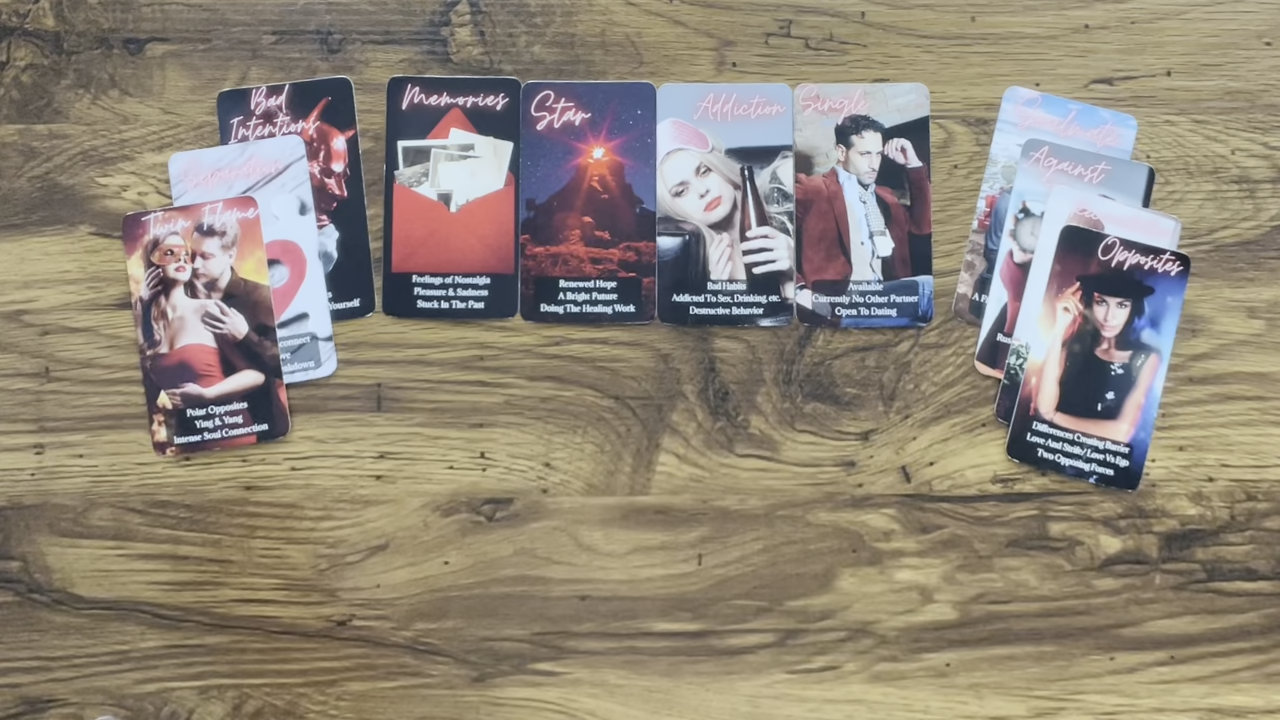 Bad
Intentions
Yourself
Separation
connect
Twin Flame
Polar Opposites
Ying & Yang
Intense Soul Connection
Memories
Feelings of Nostalgia
Pleasure & Sadness
Stuck In The Past
Star
Renewed Hope
A Bright Future
Doing The Healing Work
Addiction
Bad Habits
Addicted To Sex, Drinking, etc.
Destructive Behavior
Single
Available
Currently No Other Partner
Open To Dating
Soulmate
Against
Opposites
Differences Creating Barrier
Love And Strife/ Love Vs Ego
Two Opposing Forces